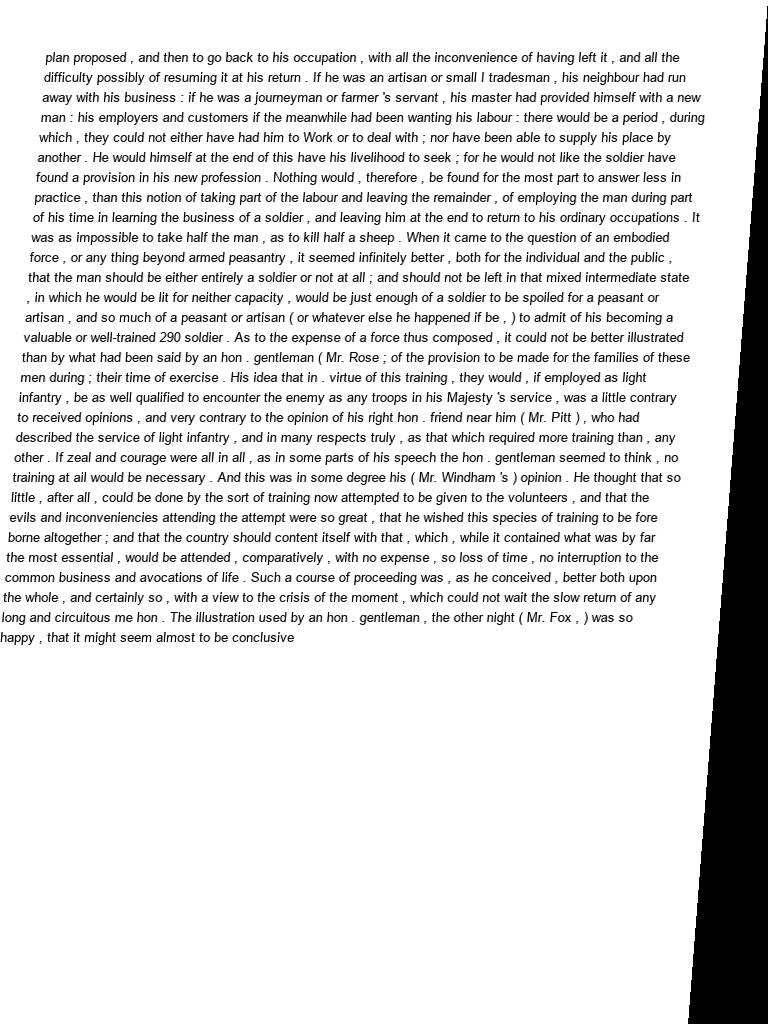 plan proposed , and then to go back to his occupation , with all the inconvenience of having left it , and all the
difficulty possibly of resuming it at his return . If he was an artisan or small I tradesman , his neighbour had run
away with his business : if he was a journeyman or farmer 's servant , his master had provided himself with a new
man : his employers and customers if the meanwhile had been wanting his labour : there would be a period , during
which , they could not either have had him to Work or to deal with ; nor have been able to supply his place by
another . He would himself at the end of this have his livelihood to seek ; for he would not like the soldier have
found a provision in his new profession . Nothing would , therefore , be found for the most part to answer less in
practice , than this notion of taking part of the labour and leaving the remainder , of employing the man during part
of his time in learning the business of a soldier , and leaving him at the end to return to his ordinary occupations . It
was as impossible to take half the man , as to kill half a sheep . When it came to the question of an embodied
force , or any thing beyond armed peasantry , it seemed infinitely better , both for the individual and the public ,
that the man should be either entirely a soldier or not at all ; and should not be left in that mixed intermediate state
, in which he would be lit for neither capacity , would be just enough of a soldier to be spoiled for a peasant or
artisan , and so much of a peasant or artisan ( or whatever else he happened if be , ) to admit of his becoming a
valuable or well-trained 290 soldier . As to the expense of a force thus composed , it could not be better illustrated
than by what had been said by an hon . gentleman ( Mr. Rose ; of the provision to be made for the families of these
men during ; their time of exercise . His idea that in . virtue of this training , they would , if employed as light
infantry , be as well qualified to encounter the enemy as any troops in his Majesty 's service , was a little contrary
to received opinions , and very contrary to the opinion of his right hon . friend near him ( Mr. Pitt ) , who had
described the service of light infantry , and in many respects truly , as that which required more training than , any
other . If zeal and courage were all in all , as in some parts of his speech the hon . gentleman seemed to think , no
training at ail would be necessary . And this was in some degree his ( Mr. Windham 's ) opinion . He thought that so
little , after all , could be done by the sort of training now attempted to be given to the volunteers , and that the
evils and inconveniencies attending the attempt were so great , that he wished this species of training to be fore
borne altogether ; and that the country should content itself with that , which , while it contained what was by far
the most essential , would be attended , comparatively , with no expense , so loss of time , no interruption to the
common business and avocations of life . Such a course of proceeding was , as he conceived , better both upon
the whole , and certainly so , with a view to the crisis of the moment , which could not wait the slow return of any
long and circuitous me hon . The illustration used by an hon . gentleman , the other night ( Mr. Fox , ) was so
happy , that it might seem almost to be conclusive